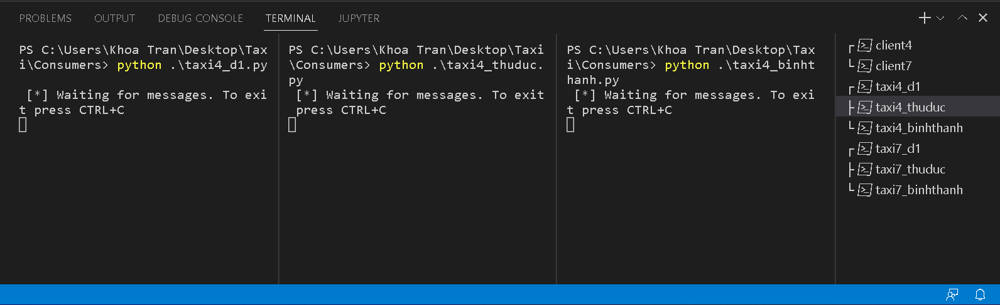 PROBLEMS OUTPUT DEBUG CONSOLE TERMINAL JUPYTER
PS C:\Users\Khoa Tran\Desktop\Tax
i\Consumers> python .\taxi4_d1.py
[*] Waiting for messages. To exi
t press CTRL+C
PS C:\Users\Khoa Tran\Desktop\Taxi
\Consumers> python .\taxi4_thuduc.
py
[*] Waiting for messages. To exit
press CTRL+C
PS C:\Users\Khoa Tran\Desktop\Tax
i\Consumers> python .\taxi4_binht
hanh.py
[*] Waiting for messages. To exi
t press CTRL+C
client4
client7
taxi4_d1
taxi4_thuduc
taxi4_binhthanh
taxi7_d1
taxi7_thuduc
taxi7_binhthanh